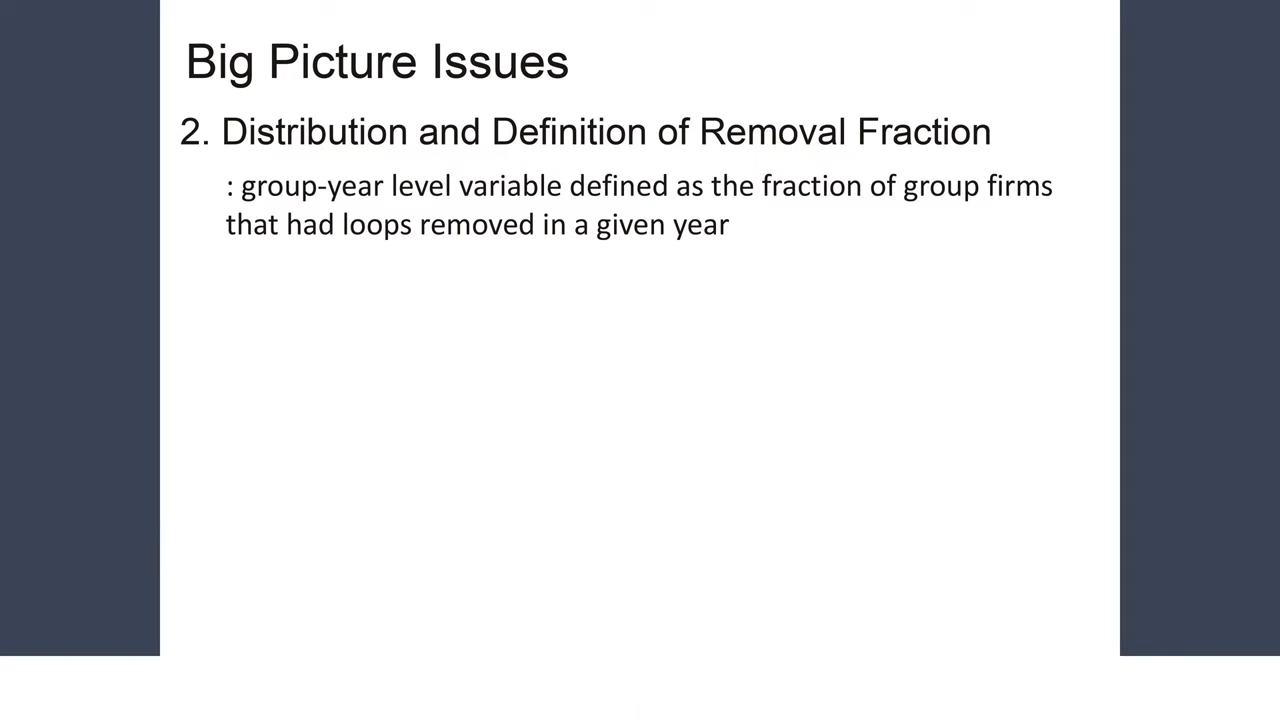 Big Picture Issues
2. Distribution and Definition of Removal Fraction
: group-year level variable defined as the fraction of group firms
that had loops removed in a given year